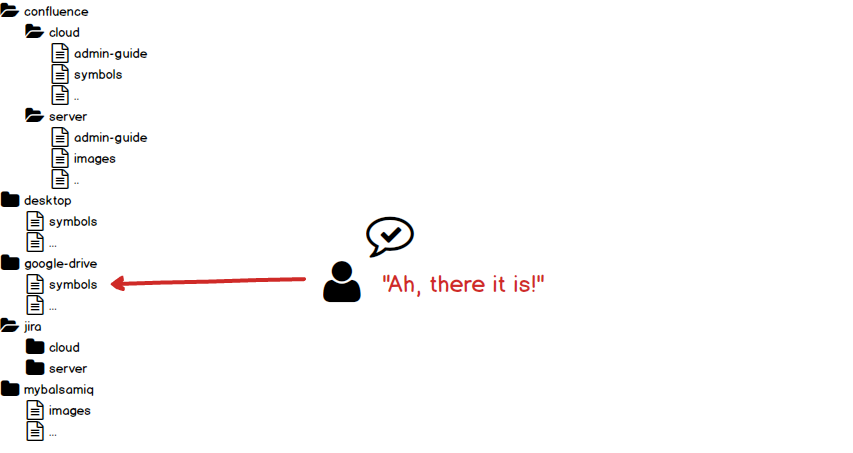 confluence
cloud
admin-guide
symbols
..
server
admin-guide
images
..
desktop
symbols
...
google-drive
symbols
"Ah, there it is!"
...
jira
cloud
server
mybalsamiq
images
...